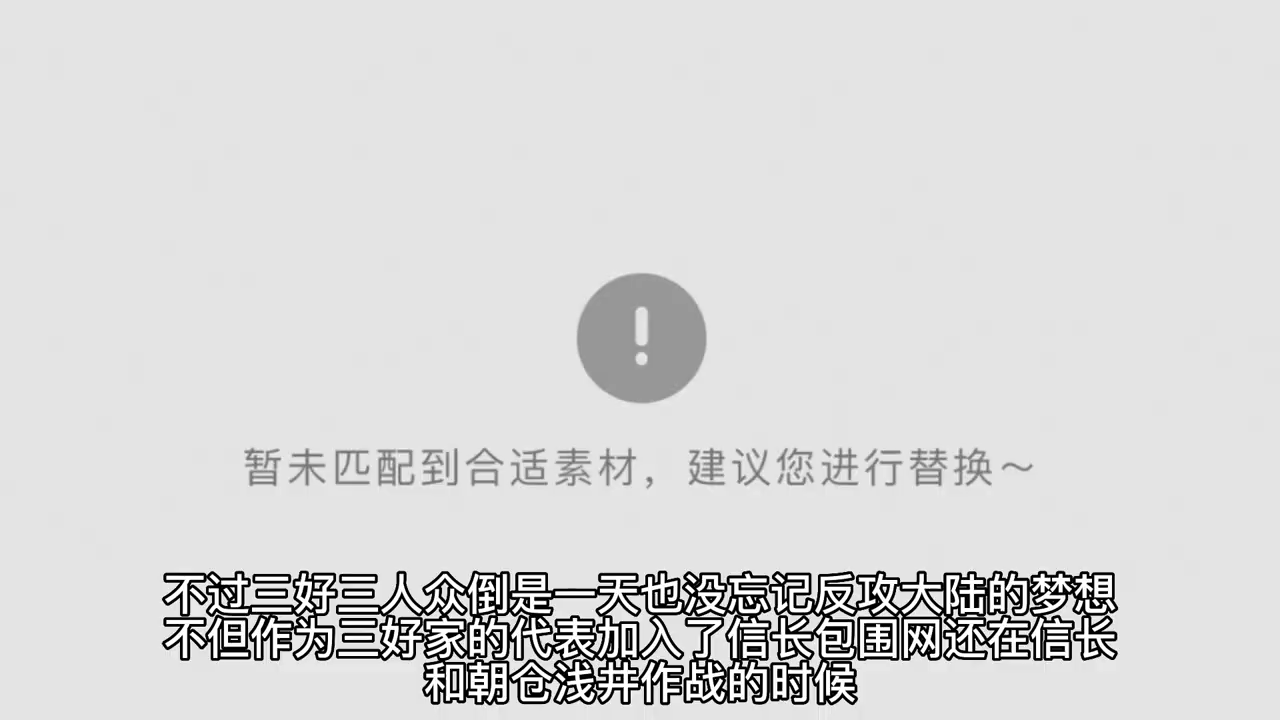 暂未匹配到合适素材，建议您进行替换～
不过三好三人众倒是一天也没忘记反攻大陆的梦想
不但作为三好家的代表加入了信长包围网还在信长
和朝仓浅井作战的时候